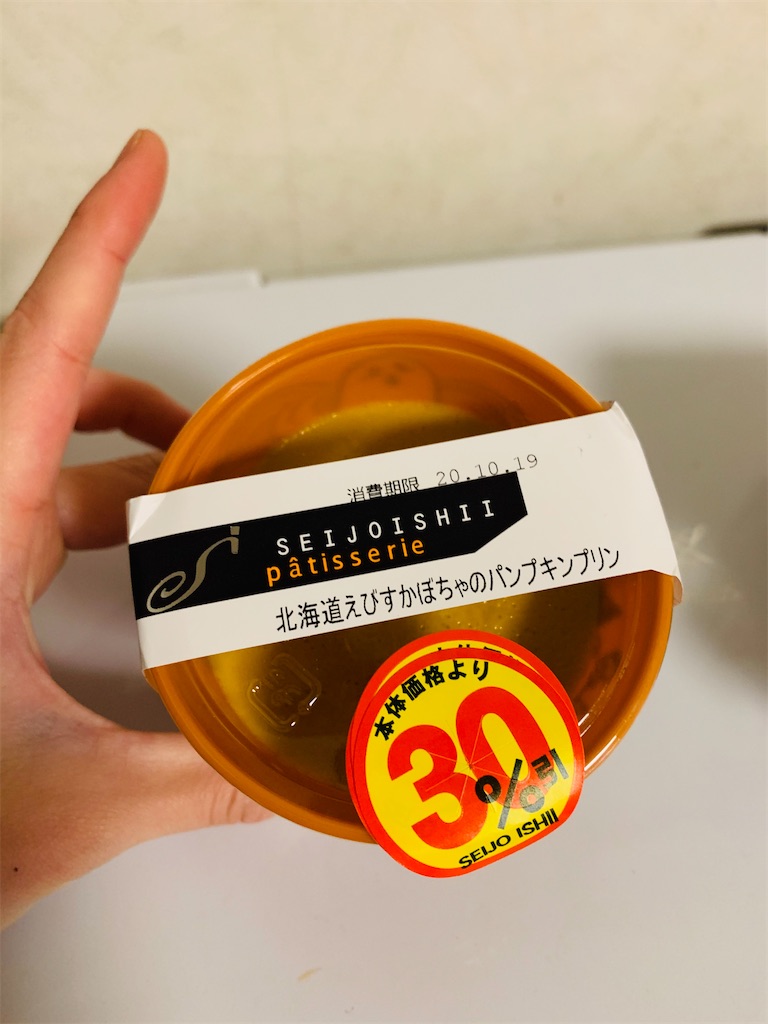 消費期限 20.10.19
SEIJOISHII
pâtisserie
北海道えびすかぼちゃのパンプキンプリン
本体価格より
30
%引
SEIJO ISHII